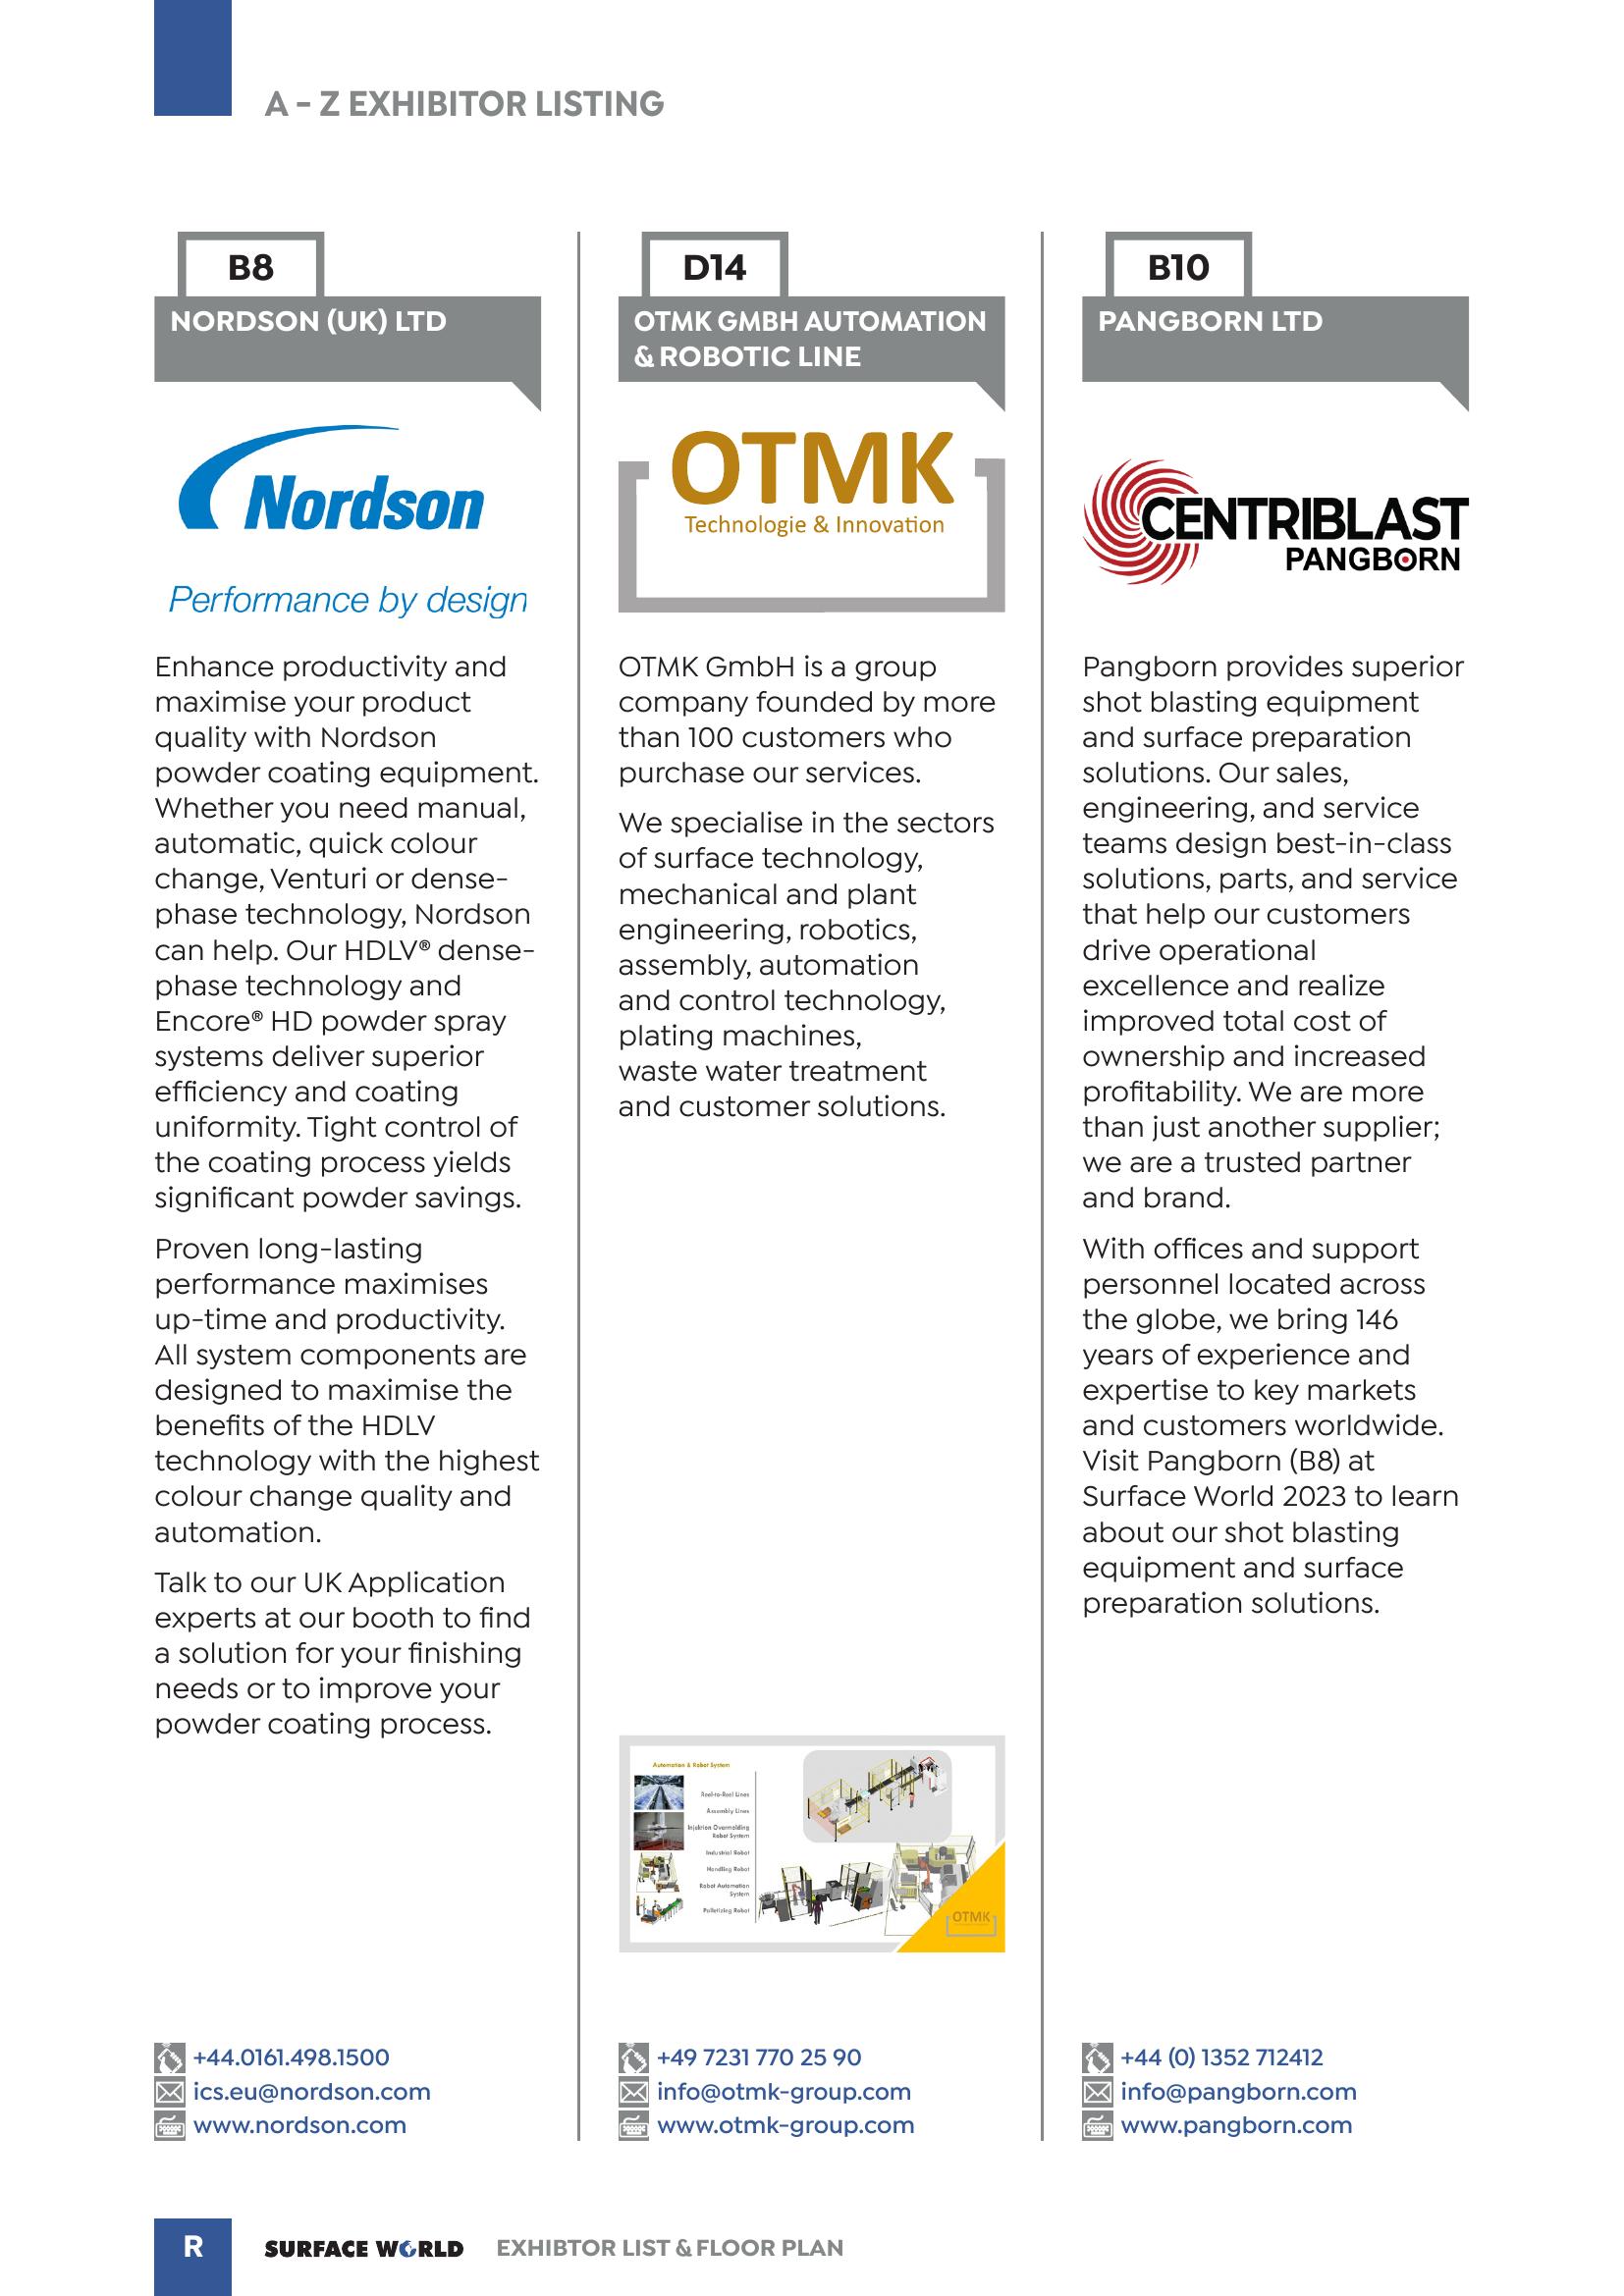 A – Z EXHIBITOR LISTING
B8
NORDSON (UK) LTD
Nordson
Performance by design
Enhance productivity and
maximise your product
quality with Nordson
powder coating equipment.
Whether you need manual,
automatic, quick colour
change, Venturi or dense-
phase technology, Nordson
can help. Our HDLV® dense-
phase technology and
Encore® HD powder spray
systems deliver superior
efficiency and coating
uniformity. Tight control of
the coating process yields
significant powder savings.
Proven long-lasting
performance maximises
up-time and productivity.
All system components are
designed to maximise the
benefits of the HDLV
technology with the highest
colour change quality and
automation.
Talk to our UK Application
experts at our booth to find
a solution for your finishing
needs or to improve your
powder coating process.
+44.0161.498.1500
ics.eu@nordson.com
www.nordson.com
D14
OTMK GMBH AUTOMATION
& ROBOTIC LINE
OTMK
Technologie & Innovation
OTMK GmbH is a group
company founded by more
than 100 customers who
purchase our services.
We specialise in the sectors
of surface technology,
mechanical and plant
engineering, robotics,
assembly, automation
and control technology,
plating machines,
waste water treatment
and customer solutions.
Automation & Robot System
Reel-to-Reel Lines
Assembly Lines
Injektion Overmolding
Robot System
Industrial Robot
Handling Robot
Robot Automation
System
Palletizing Robot
OTMK
+49 7231 770 25 90
info@otmk-group.com
www.otmk-group.com
B10
PANGBORN LTD
CENTRIBLAST
PANGBORN
Pangborn provides superior
shot blasting equipment
and surface preparation
solutions. Our sales,
engineering, and service
teams design best-in-class
solutions, parts, and service
that help our customers
drive operational
excellence and realize
improved total cost of
ownership and increased
profitability. We are more
than just another supplier;
we are a trusted partner
and brand.
With offices and support
personnel located across
the globe, we bring 146
years of experience and
expertise to key markets
and customers worldwide.
Visit Pangborn (B8) at
Surface World 2023 to learn
about our shot blasting
equipment and surface
preparation solutions.
+44 (0) 1352 712412
info@pangborn.com
www.pangborn.com
R
SURFACE WORLD
EXHIBTOR LIST & FLOOR PLAN